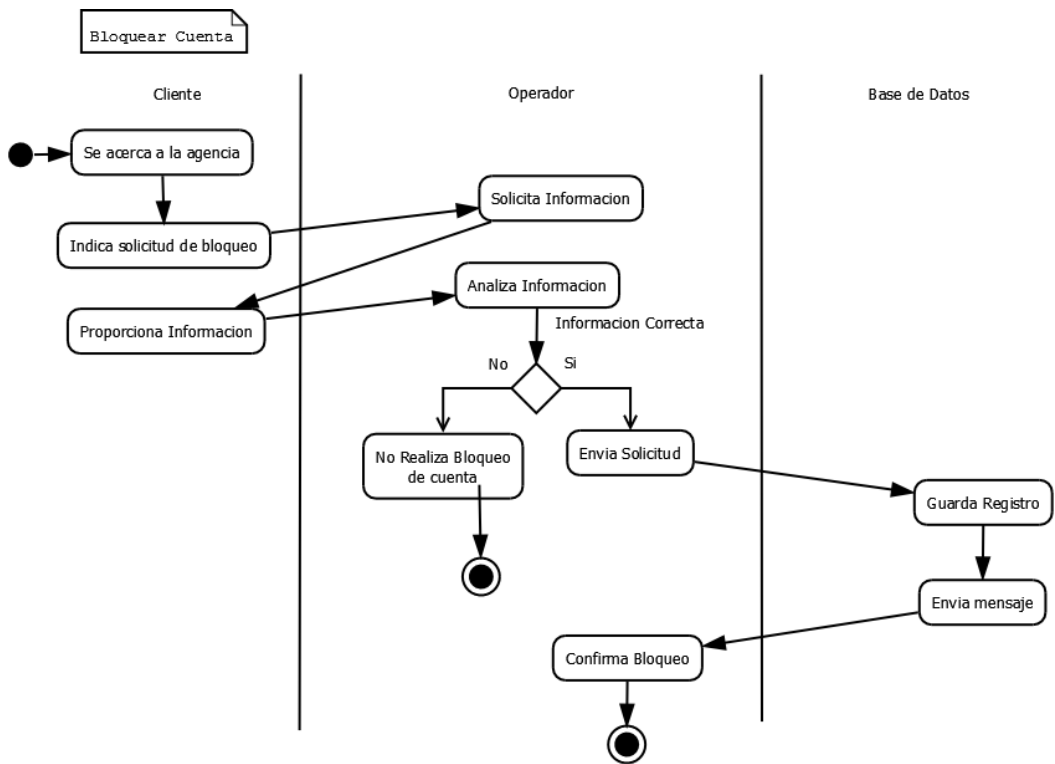 Bloquear Cuenta
Cliente
Operador
Base de Datos
Se acerca a la agencia
Solicita Informacion
Indica solicitud de bloqueo
Analiza Informacion
Proporciona Informacion
Informacion Correcta
No
Si
No Realiza Bloqueo
de cuenta
Envia Solicitud
Guarda Registro
Envia mensaje
Confirma Bloqueo